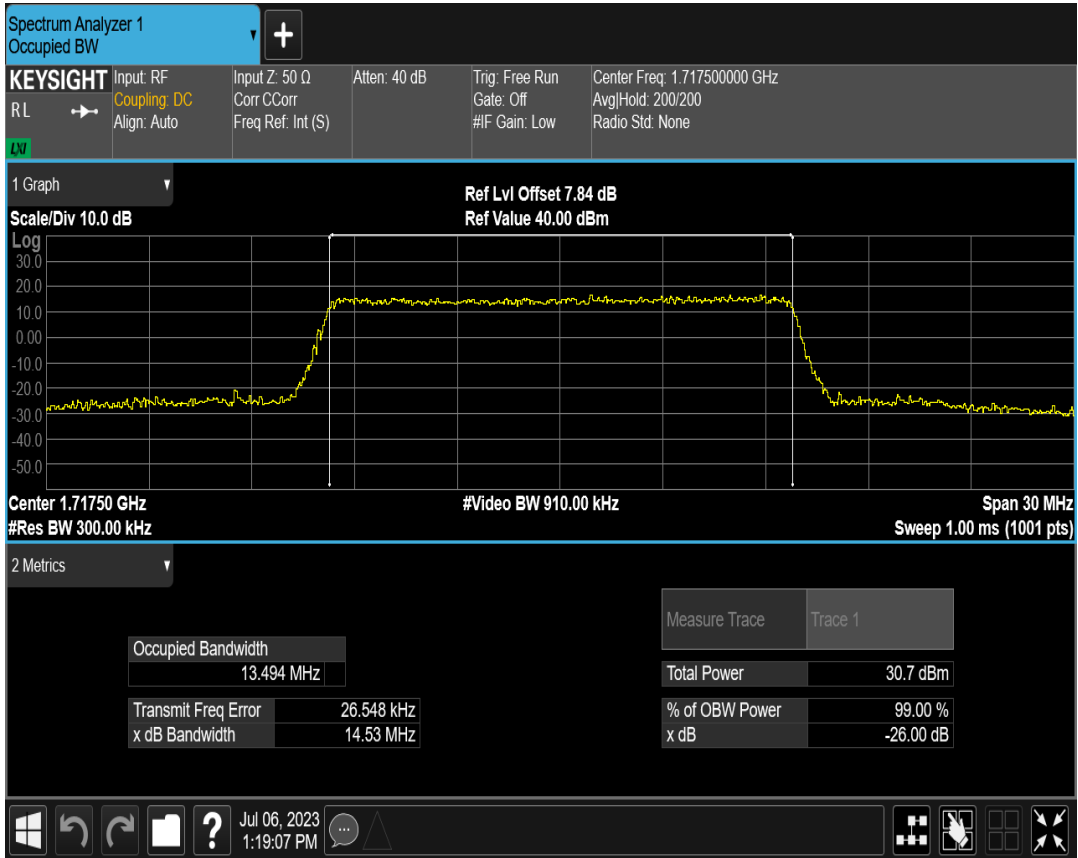 Spectrum Analyzer 1
Occupied BW
KEYSIGHT
RL
LXI
Input: RF
Coupling: DC
Align: Auto
Input Z: 50 Ω
Corr CCorr
Freq Ref: Int (S)
Atten: 40 dB
Trig: Free Run
Gate: Off
#IF Gain: Low
Center Freq: 1.717500000 GHz
Avg|Hold: 200/200
Radio Std: None
1 Graph
Scale/Div 10.0 dB
Ref Lvl Offset 7.84 dB
Ref Value 40.00 dBm
Log
30.0
20.0
10.0
0.00
-10.0
-20.0
-30.0
-40.0
-50.0
Center 1.71750 GHz
#Video BW 910.00 kHz
Span 30 MHz
#Res BW 300.00 kHz
Sweep 1.00 ms (1001 pts)
2 Metrics
Measure Trace
Trace 1
Occupied Bandwidth
13.494 MHz
Total Power
30.7 dBm
Transmit Freq Error
26.548 kHz
% of OBW Power
99.00 %
x dB Bandwidth
14.53 MHz
x dB
-26.00 dB
?
Jul 06, 2023
1:19:07 PM